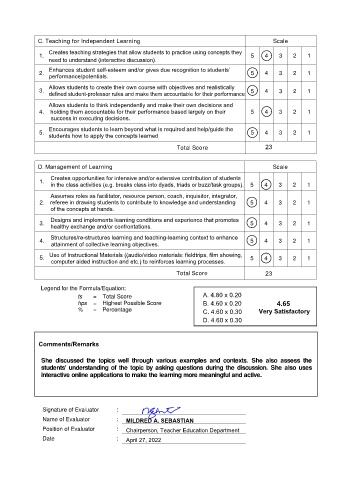 C. Teaching for Independent Learning Scale
1. Creates teaching strategies that allow students to practice using concepts they need to understand (interactive discussion). 5 4 3 2 1
2. Enhances student self-esteem and/or gives due recognition to students' performance/potentials. 5 4 3 2 1
3. Allows students to create their own course with objectives and realistically defined student-professor rules and make them accountable for their performance 5 4 3 2 1
4. Allows students to think independently and make their own decisions and holding them accountable for their performance based largely on their success in executing decisions. 5 4 3 2 1
5. Encourages students to learn beyond what is required and help/guide the students how to apply the concepts learned 5 4 3 2 1
Total Score 23
D. Management of Learning Scale
1. Creates opportunities for intensive and/or extensive contribution of students in the class activities (e.g. breaks class into dyads, triads or buzz/task groups). 5 4 3 2 1
2. Assumes roles as facilitator, resource person, coach, inquisitor, integrator, referee in drawing students to contribute to knowledge and understanding of the concepts at hands. 5 4 3 2 1
3. Designs and implements learning conditions and experience that promotes healthy exchange and/or confrontations. 5 4 3 2 1
4. Structures/re-structures learning and teaching-learning context to enhance attainment of collective learning objectives. 5 4 3 2 1
5. Use of Instructional Materials (audio/video materials: fieldtrips, film showing, computer aided instruction and etc.) to reinforces learning processes. 5 4 3 2 1
Total Score 23
Legend for the Formula/Equation:
ts = Total Score
hps = Highest Possible Score
% = Percentage
A. 4.80 x 0.20
B. 4.60 x 0.20
C. 4.60 x 0.30
D. 4.60 x 0.30
4.65
Very Satisfactory
Comments/Remarks
She discussed the topics well through various examples and contexts. She also assess the
students' understanding of the topic by asking questions during the discussion. She also uses
interactive online applications to make the learning more meaningful and active.
Signature of Evaluator :
Name of Evaluator : MILDRED A. SEBASTIAN
Position of Evaluator : Chairperson, Teacher Education Department
Date : April 27, 2022